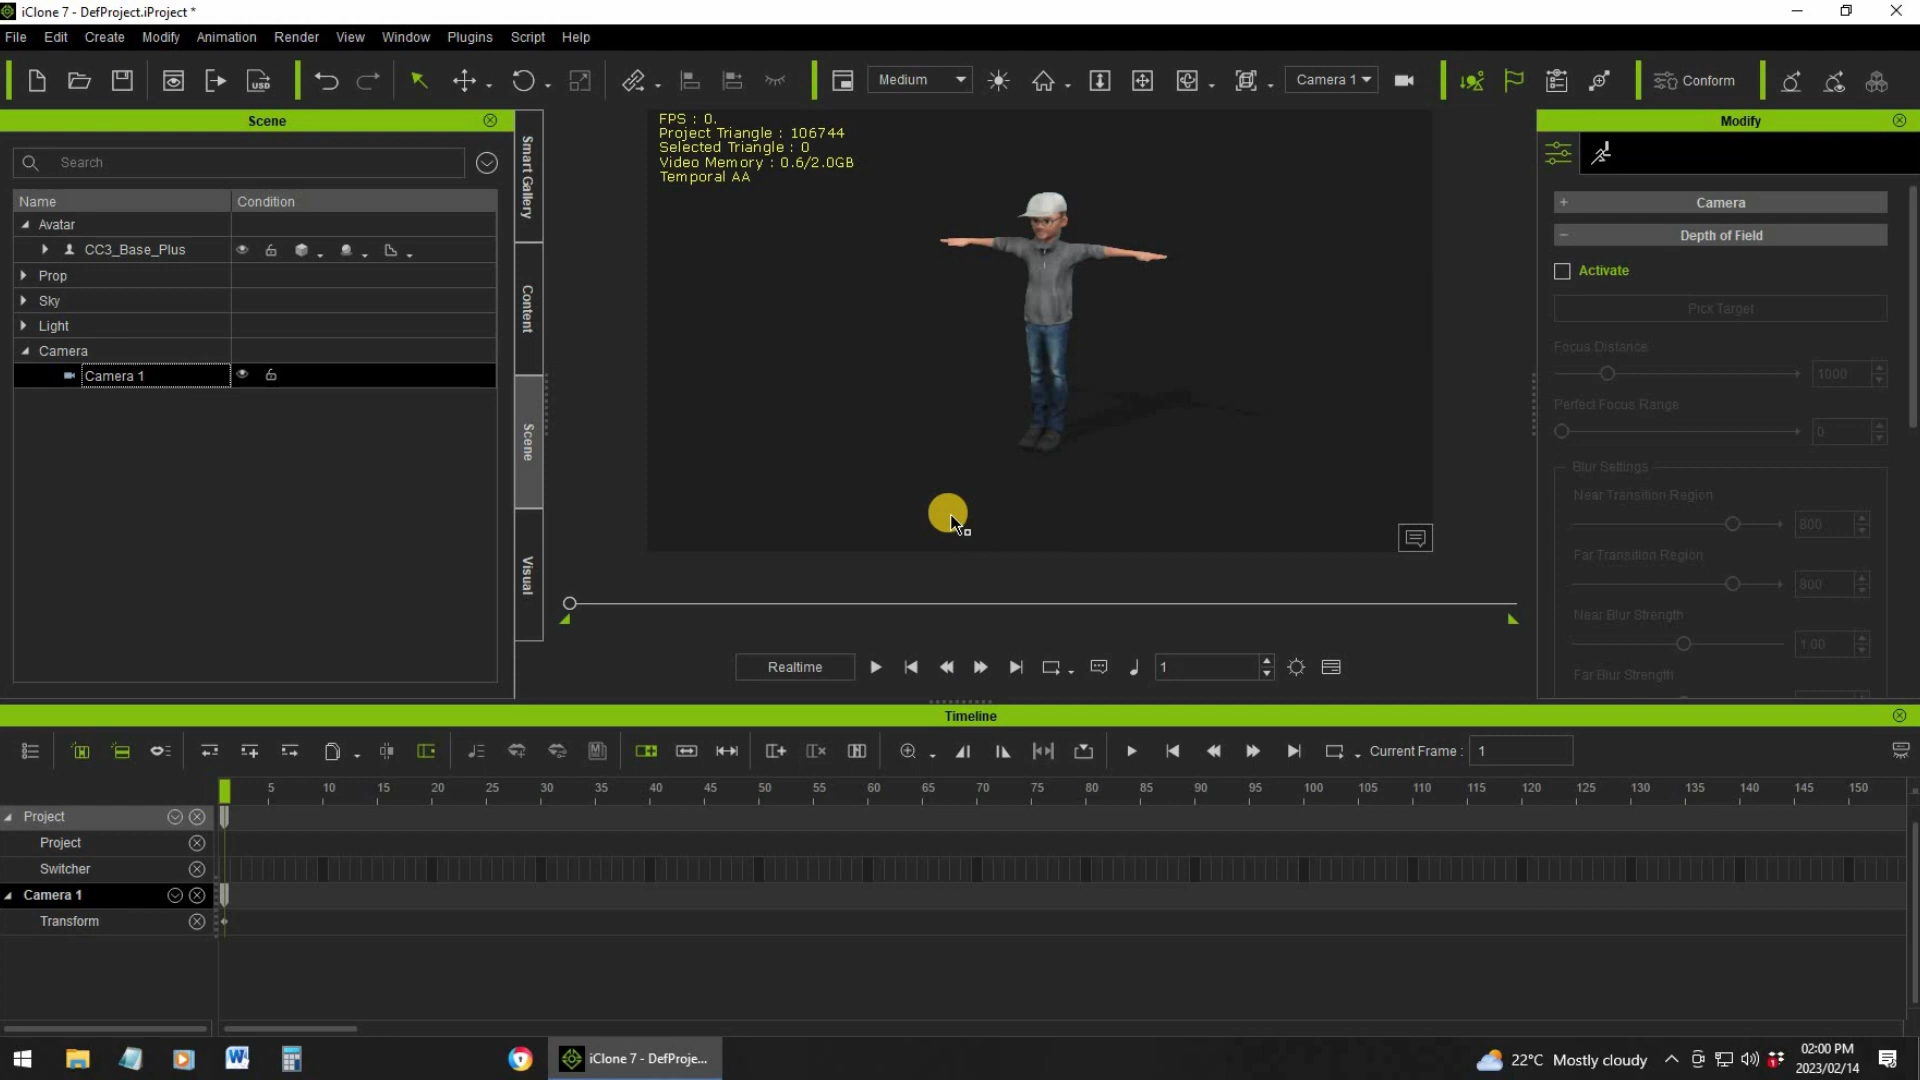 iClone 7 - DefProject.iProject *
File Edit Create Modify Animation Render View Window Plugins Script Help
USD Medium Camera 1 Conform
Scene
Search
Name Condition
Avatar
CC3_Base_Plus
Prop
Sky
Light
Camera
Camera 1
Smart Gallery
Content
Scene
Visual
FPS : 0.
Project Triangle : 106744
Selected Triangle : 0
Video Memory : 0.6/2.0GB
Temporal AA
Modify
Camera
Depth of Field
Activate
Pick Target
Focus Distance
1000
Perfect Focus Range
0
Blur Settings
Near Transition Region
800
Far Transition Region
800
Near Blur Strength
1.00
Far Blur Strength
Realtime 1
Timeline
Current Frame : 1
5 10 15 20 25 30 35 40 45 50 55 60 65 70 75 80 85 90 95 100 105 110 115 120 125 130 135 140 145 150
Project
Project
Switcher
Camera 1
Transform
iClone 7 - DefProje...
22°C Mostly cloudy
02:00 PM
2023/02/14